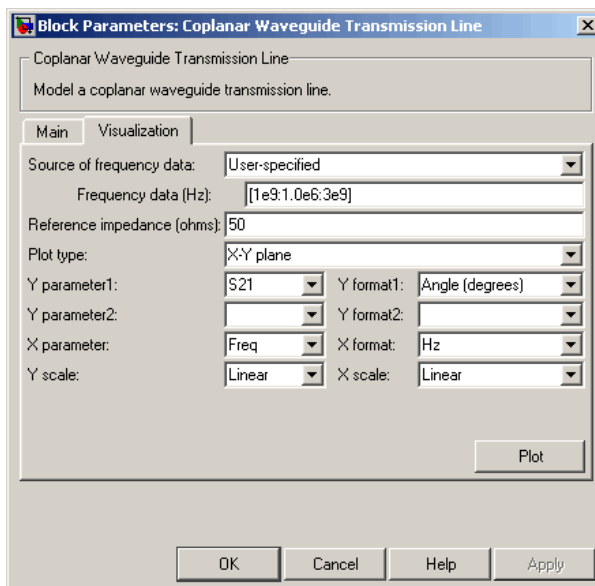 Block Parameters: Coplanar Waveguide Transmission Line
Coplanar Waveguide Transmission Line
Model a coplanar waveguide transmission line.
Main Visualization
Source of frequency data: User-specified
Frequency data (Hz): [1e9:1.0e6:3e9]
Reference impedance (ohms): 50
Plot type: X-Y plane
Y parameter1: S21 Y format1: Angle (degrees)
Y parameter2: Y format2:
X parameter: Freq X format: Hz
Y scale: Linear X scale: Linear
Plot
OK Cancel Help Apply